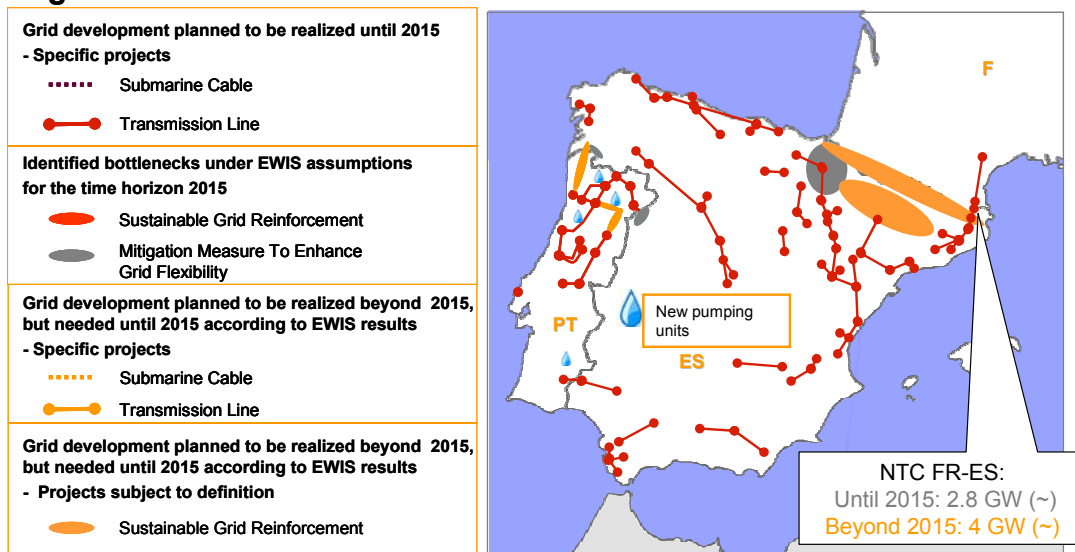 Grid development planned to be realized until 2015
- Specific projects
Submarine Cable
Transmission Line
Identified bottlenecks under EWIS assumptions
for the time horizon 2015
Sustainable Grid Reinforcement
Mitigation Measure To Enhance
Grid Flexibility
Grid development planned to be realized beyond 2015,
but needed until 2015 according to EWIS results
- Specific projects
Submarine Cable
Transmission Line
Grid development planned to be realized beyond 2015,
but needed until 2015 according to EWIS results
- Projects subject to definition
Sustainable Grid Reinforcement
F
New pumping
units
PT
ES
NTC FR-ES:
Until 2015: 2.8 GW (~)
Beyond 2015: 4 GW (~)